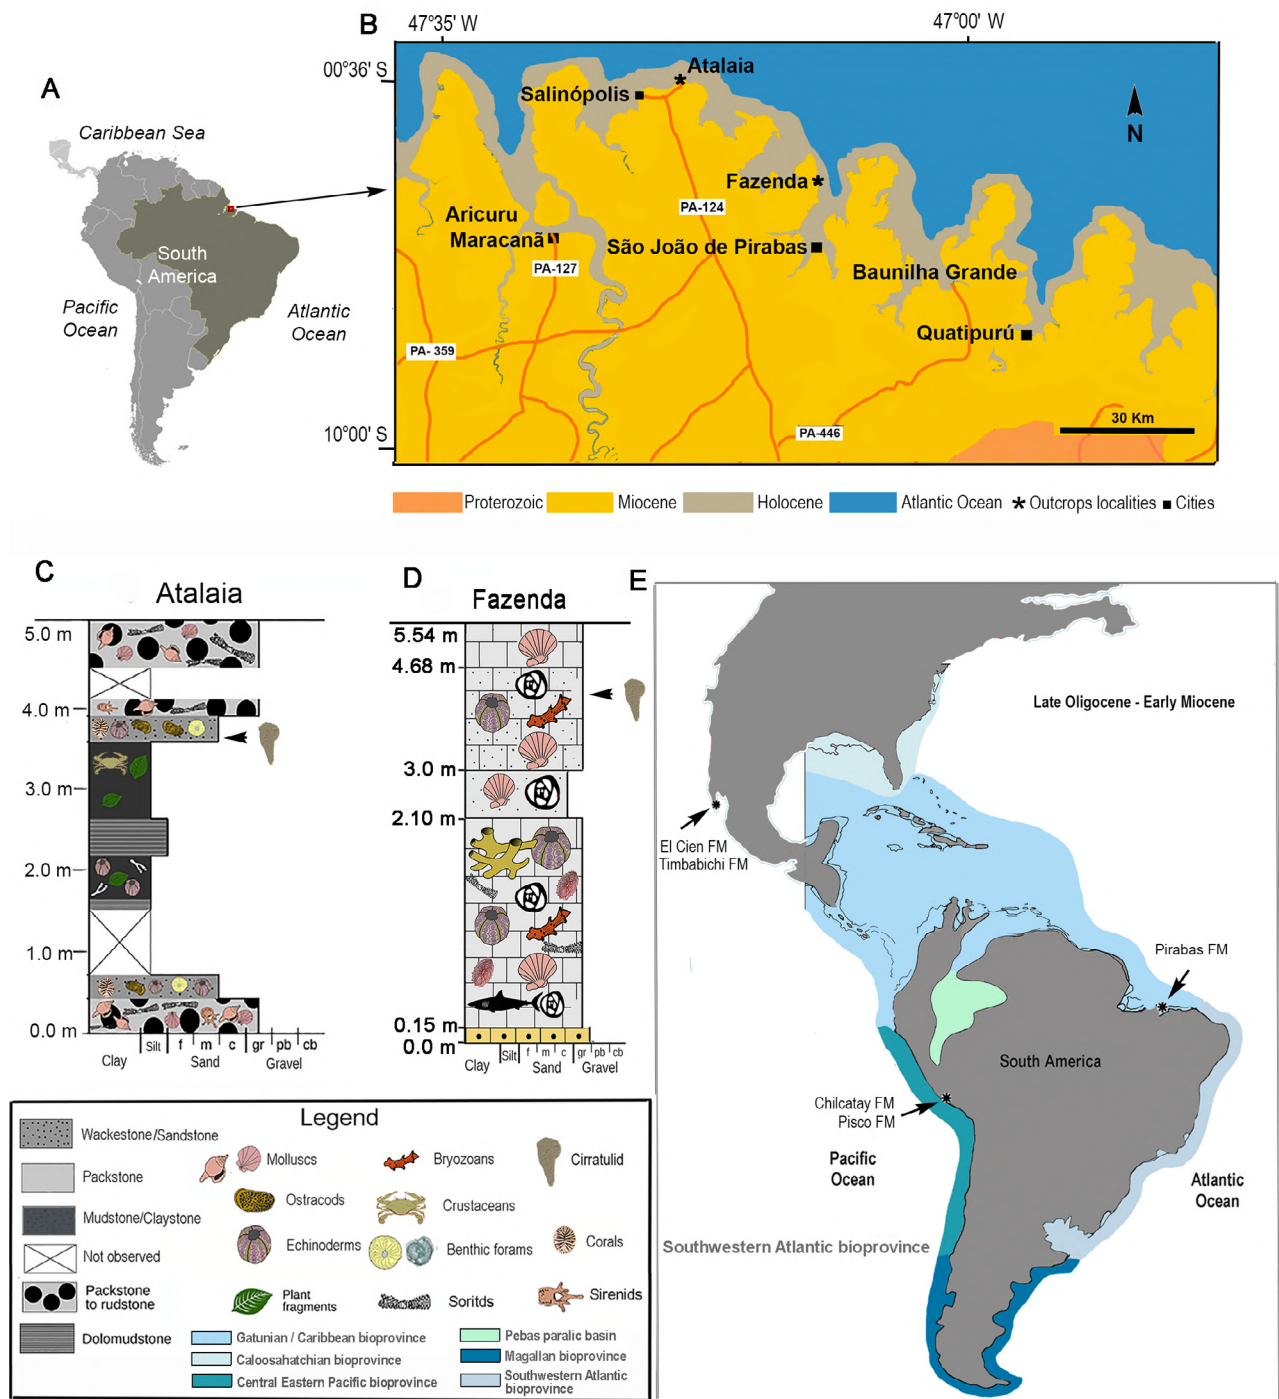 A
Caribbean Sea
South
America
Pacific
Ocean
Atlantic
Ocean
B
47°35' W
47°00' W
00°36' S
10°00' S
Atalaia
Salinópolis
N
Fazenda
PA-124
Aricuru
Maracanã
São João de Pirabas
PA-127
Baunilha Grande
Quatipurú
PA- 359
30 Km
PA-446
Proterozoic
Miocene
Holocene
Atlantic Ocean
Outcrops localities
Cities
C
Atalaia
5.0 m
4.0 m
3.0 m
2.0 m
1.0 m
0.0 m
Clay
Silt
f
m
c
Sand
gr
pb
cb
Gravel
D
Fazenda
5.54 m
4.68 m
3.0 m
2.10 m
0.15 m
0.0 m
Clay
Silt
f
m
c
Sand
gr
pb
cb
Gravel
E
Late Oligocene - Early Miocene
El Cien FM
Timbabichi FM
Pirabas FM
South America
Chilcatay FM
Pisco FM
Pacific
Ocean
Atlantic
Ocean
Southwestern Atlantic bioprovince
Legend
Wackestone/Sandstone
Packstone
Mudstone/Claystone
Not observed
Packstone
to rudstone
Dolomudstone
Molluscs
Bryozoans
Cirratulid
Ostracods
Crustaceans
Echinoderms
Benthic forams
Corals
Plant
fragments
Soritds
Sirenids
Gatunian / Caribbean bioprovince
Caloosahatchian bioprovince
Central Eastern Pacific bioprovince
Pebas paralic basin
Magallan bioprovince
Southwestern Atlantic
bioprovince